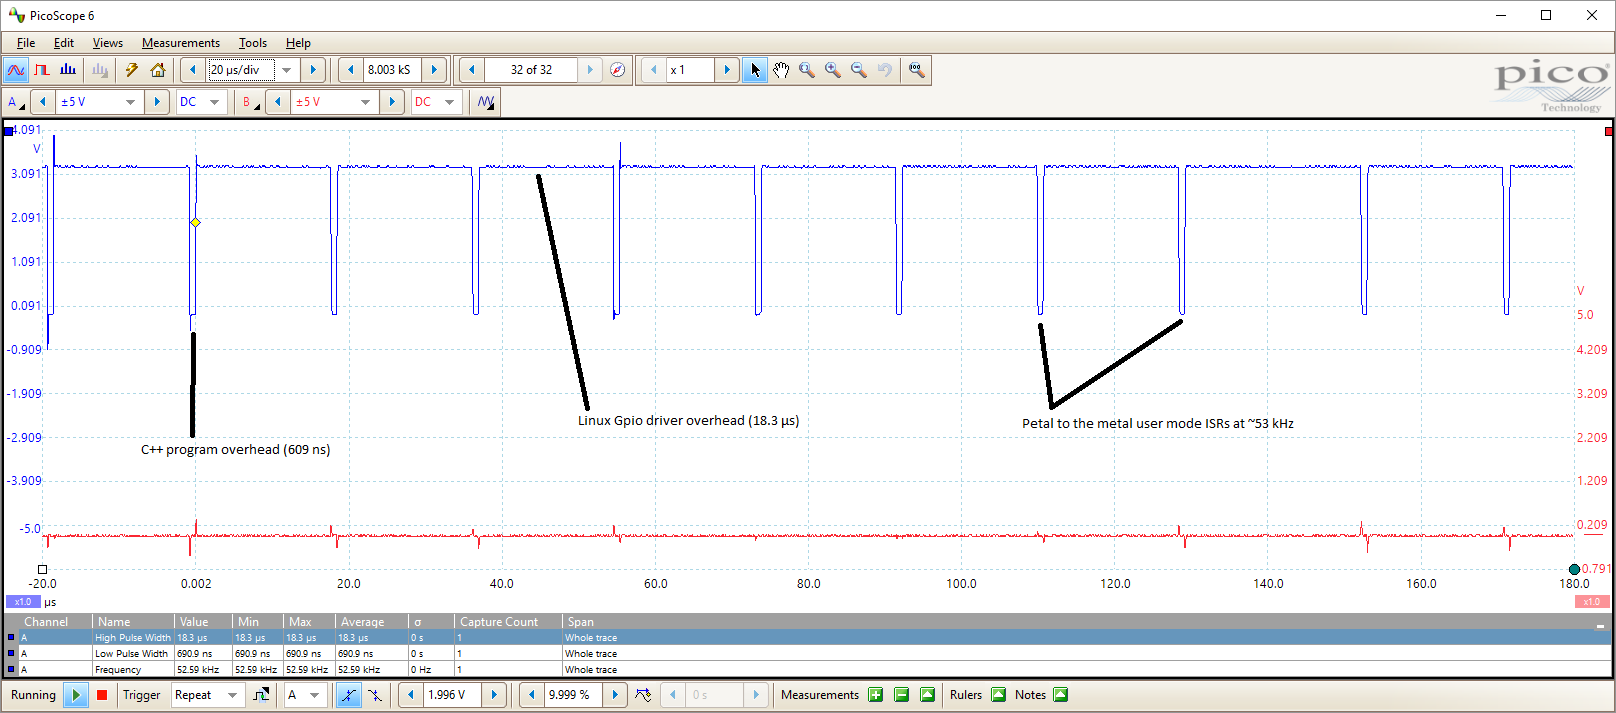 PicoScope 6
File Edit Views Measurements Tools Help
20 µs/div 8.003 kS 32 of 32 x 1
pico
Technology
A ±5 V DC B ±5 V DC
4.091
V
3.091
2.091
1.091
0.091
-0.909
-1.909
-2.909
-3.909
-5.0
V
5.0
4.209
3.209
2.209
1.209
0.209
0.791
Linux Gpio driver overhead (18.3 µs)
Petal to the metal user mode ISRs at ~53 kHz
C++ program overhead (609 ns)
-20.0 0.002 20.0 40.0 60.0 80.0 100.0 120.0 140.0 160.0 180.0
x1.0 µs x1.0
Channel Name Value Min Max Average σ Capture Count Span
A High Pulse Width 18.3 µs 18.3 µs 18.3 µs 18.3 µs 0 s 1 Whole trace
A Low Pulse Width 690.9 ns 690.9 ns 690.9 ns 690.9 ns 0 s 1 Whole trace
A Frequency 52.59 kHz 52.59 kHz 52.59 kHz 52.59 kHz 0 Hz 1 Whole trace
Running Trigger Repeat A 1.996 V 9.999 % 0 s Measurements Rulers Notes